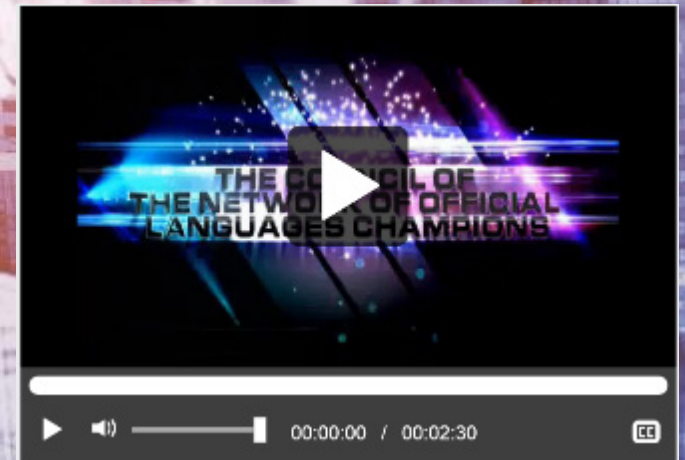 THE COUNCIL OF
THE NETWORK OF OFFICIAL
LANGUAGES CHAMPIONS
00:00:00 / 00:02:30
CC